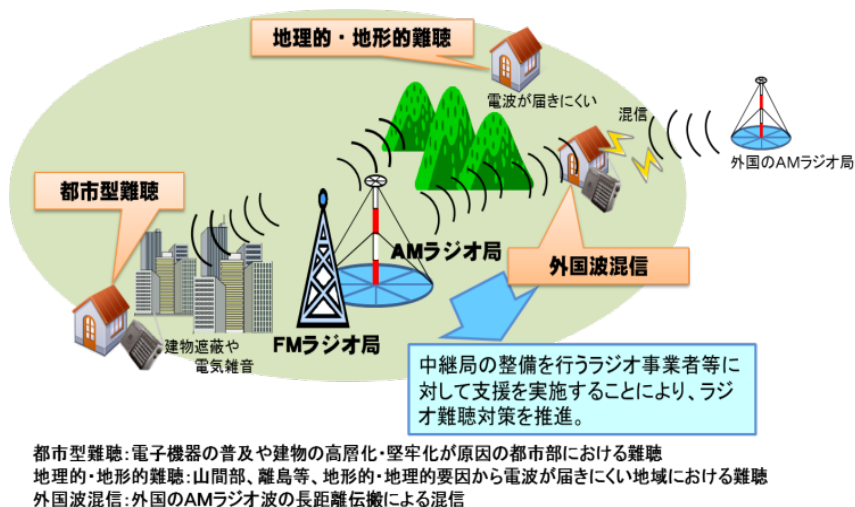 地理的・地形的難聴
電波が届きにくい
混信
外国のAMラジオ局
都市型難聴
AMラジオ局
外国波混信
建物遮蔽や
電気雑音
FMラジオ局
中継局の整備を行うラジオ事業者等に
対して支援を実施することにより、ラジ
オ難聴対策を推進。
都市型難聴:電子機器の普及や建物の高層化・堅牢化が原因の都市部における難聴
地理的・地形的難聴:山間部、離島等、地形的・地理的要因から電波が届きにくい地域における難聴
外国波混信:外国のAMラジオ波の長距離伝搬による混信